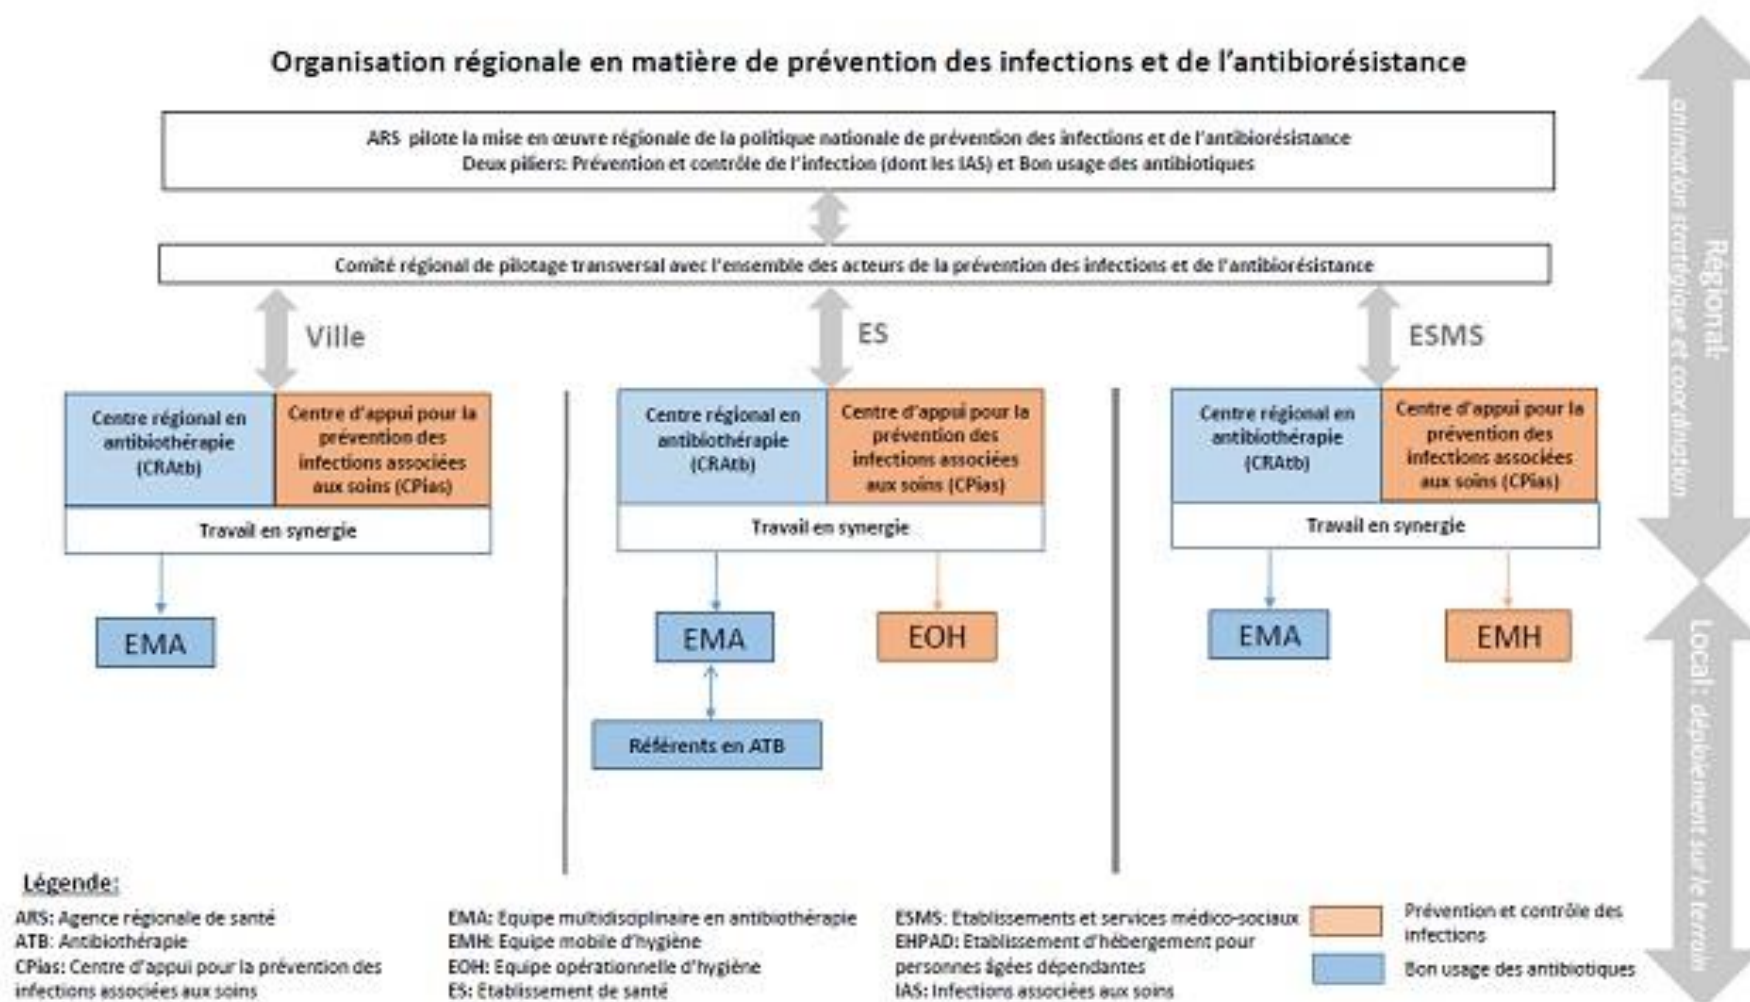 Organisation régionale en matière de prévention des infections et de l'antibiorésistance
ARS pilote la mise en œuvre régionale de la politique nationale de prévention des infections et de l'antibiorésistance
Deux piliers: Prévention et contrôle de l'infection (dont les IAS) et Bon usage des antibiotiques
Comité régional de pilotage transversal avec l'ensemble des acteurs de la prévention des infections et de l'antibiorésistance
Ville
Centre régional en
antibiothérapie
(CRAtb)
Centre d'appui pour la
prévention des
infections associées
aux soins (CPias)
Travail en synergie
EMA
ES
Centre régional en
antibiothérapie
(CRAtb)
Centre d'appui pour la
prévention des
infections associées
aux soins (CPias)
Travail en synergie
EMA
EOH
Référents en ATB
ESMS
Centre régional en
antibiothérapie
(CRAtb)
Centre d'appui pour la
prévention des
infections associées
aux soins (CPias)
Travail en synergie
EMA
EMH
Régional:
animation stratégique et coordination
Local: déploiement sur le terrain
Légende:
ARS: Agence régionale de santé
ATB: Antibiothérapie
CPias: Centre d'appui pour la prévention des
infections associées aux soins
EMA: Equipe multidisciplinaire en antibiothérapie
EMH: Equipe mobile d'hygiène
EOH: Equipe opérationnelle d'hygiène
ES: Etablissement de santé
ESMS: Etablissements et services médico-sociaux
EHPAD: Etablissement d'hébergement pour
personnes âgées dépendantes
IAS: Infections associées aux soins
Prévention et contrôle des
infections
Bon usage des antibiotiques